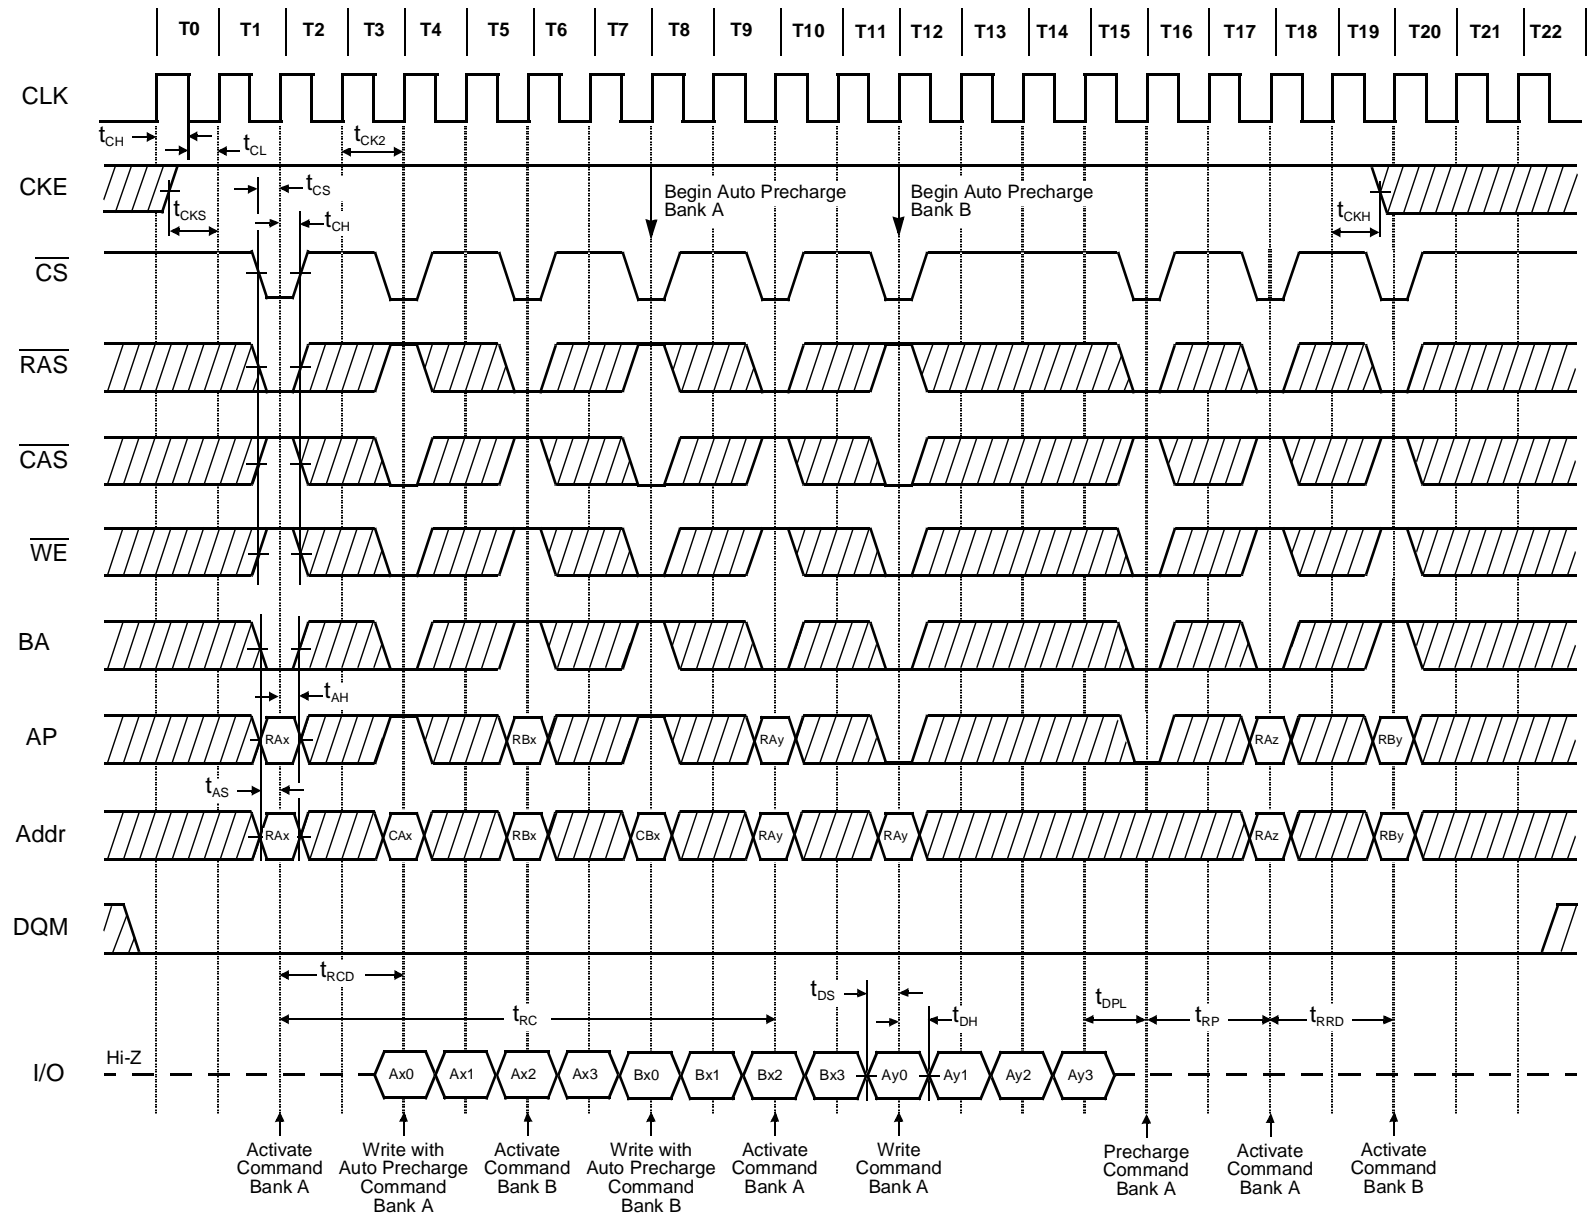 T0 T1 T2 T3 T4 T5 T6 T7 T8 T9 T10 T11 T12 T13 T14 T15 T16 T17 T18 T19 T20 T21 T22
CLK
tCH
tCL
tCK2
CKE
tCKS
tCS
tCH
Begin Auto Precharge
Bank A
Begin Auto Precharge
Bank B
tCKH
CS
RAS
CAS
WE
BA
tAH
AP
RAx RBx RAy RAz RBy
tAS
Addr
RAx CAx RBx CBx RAy RAy RAz RBy
DQM
tRCD
tRC
tDS
tDH
tDPL
tRP
tRRD
I/O
Hi-Z
Ax0 Ax1 Ax2 Ax3 Bx0 Bx1 Bx2 Bx3 Ay0 Ay1 Ay2 Ay3
Activate
Command
Bank A
Write with
Auto Precharge
Command
Bank A
Activate
Command
Bank B
Write with
Auto Precharge
Command
Bank B
Activate
Command
Bank A
Write
Command
Bank A
Precharge
Command
Bank A
Activate
Command
Bank A
Activate
Command
Bank B